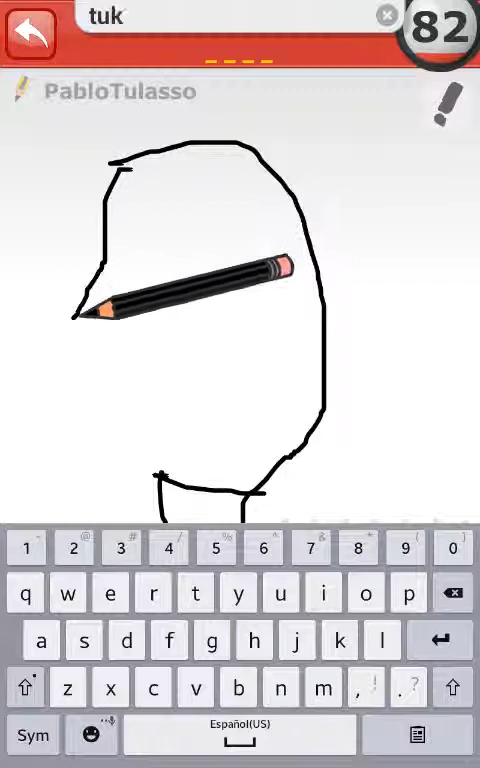 tuk
82
PabloTulasso
1 - 2 @ 3 # 4 / 5 % 6 ^ 7 & 8 * 9 ( 0 )
q w e r t y u i o p
a s d f g h j k l
z x c v b n m , ! . ?
Sym Español(US)